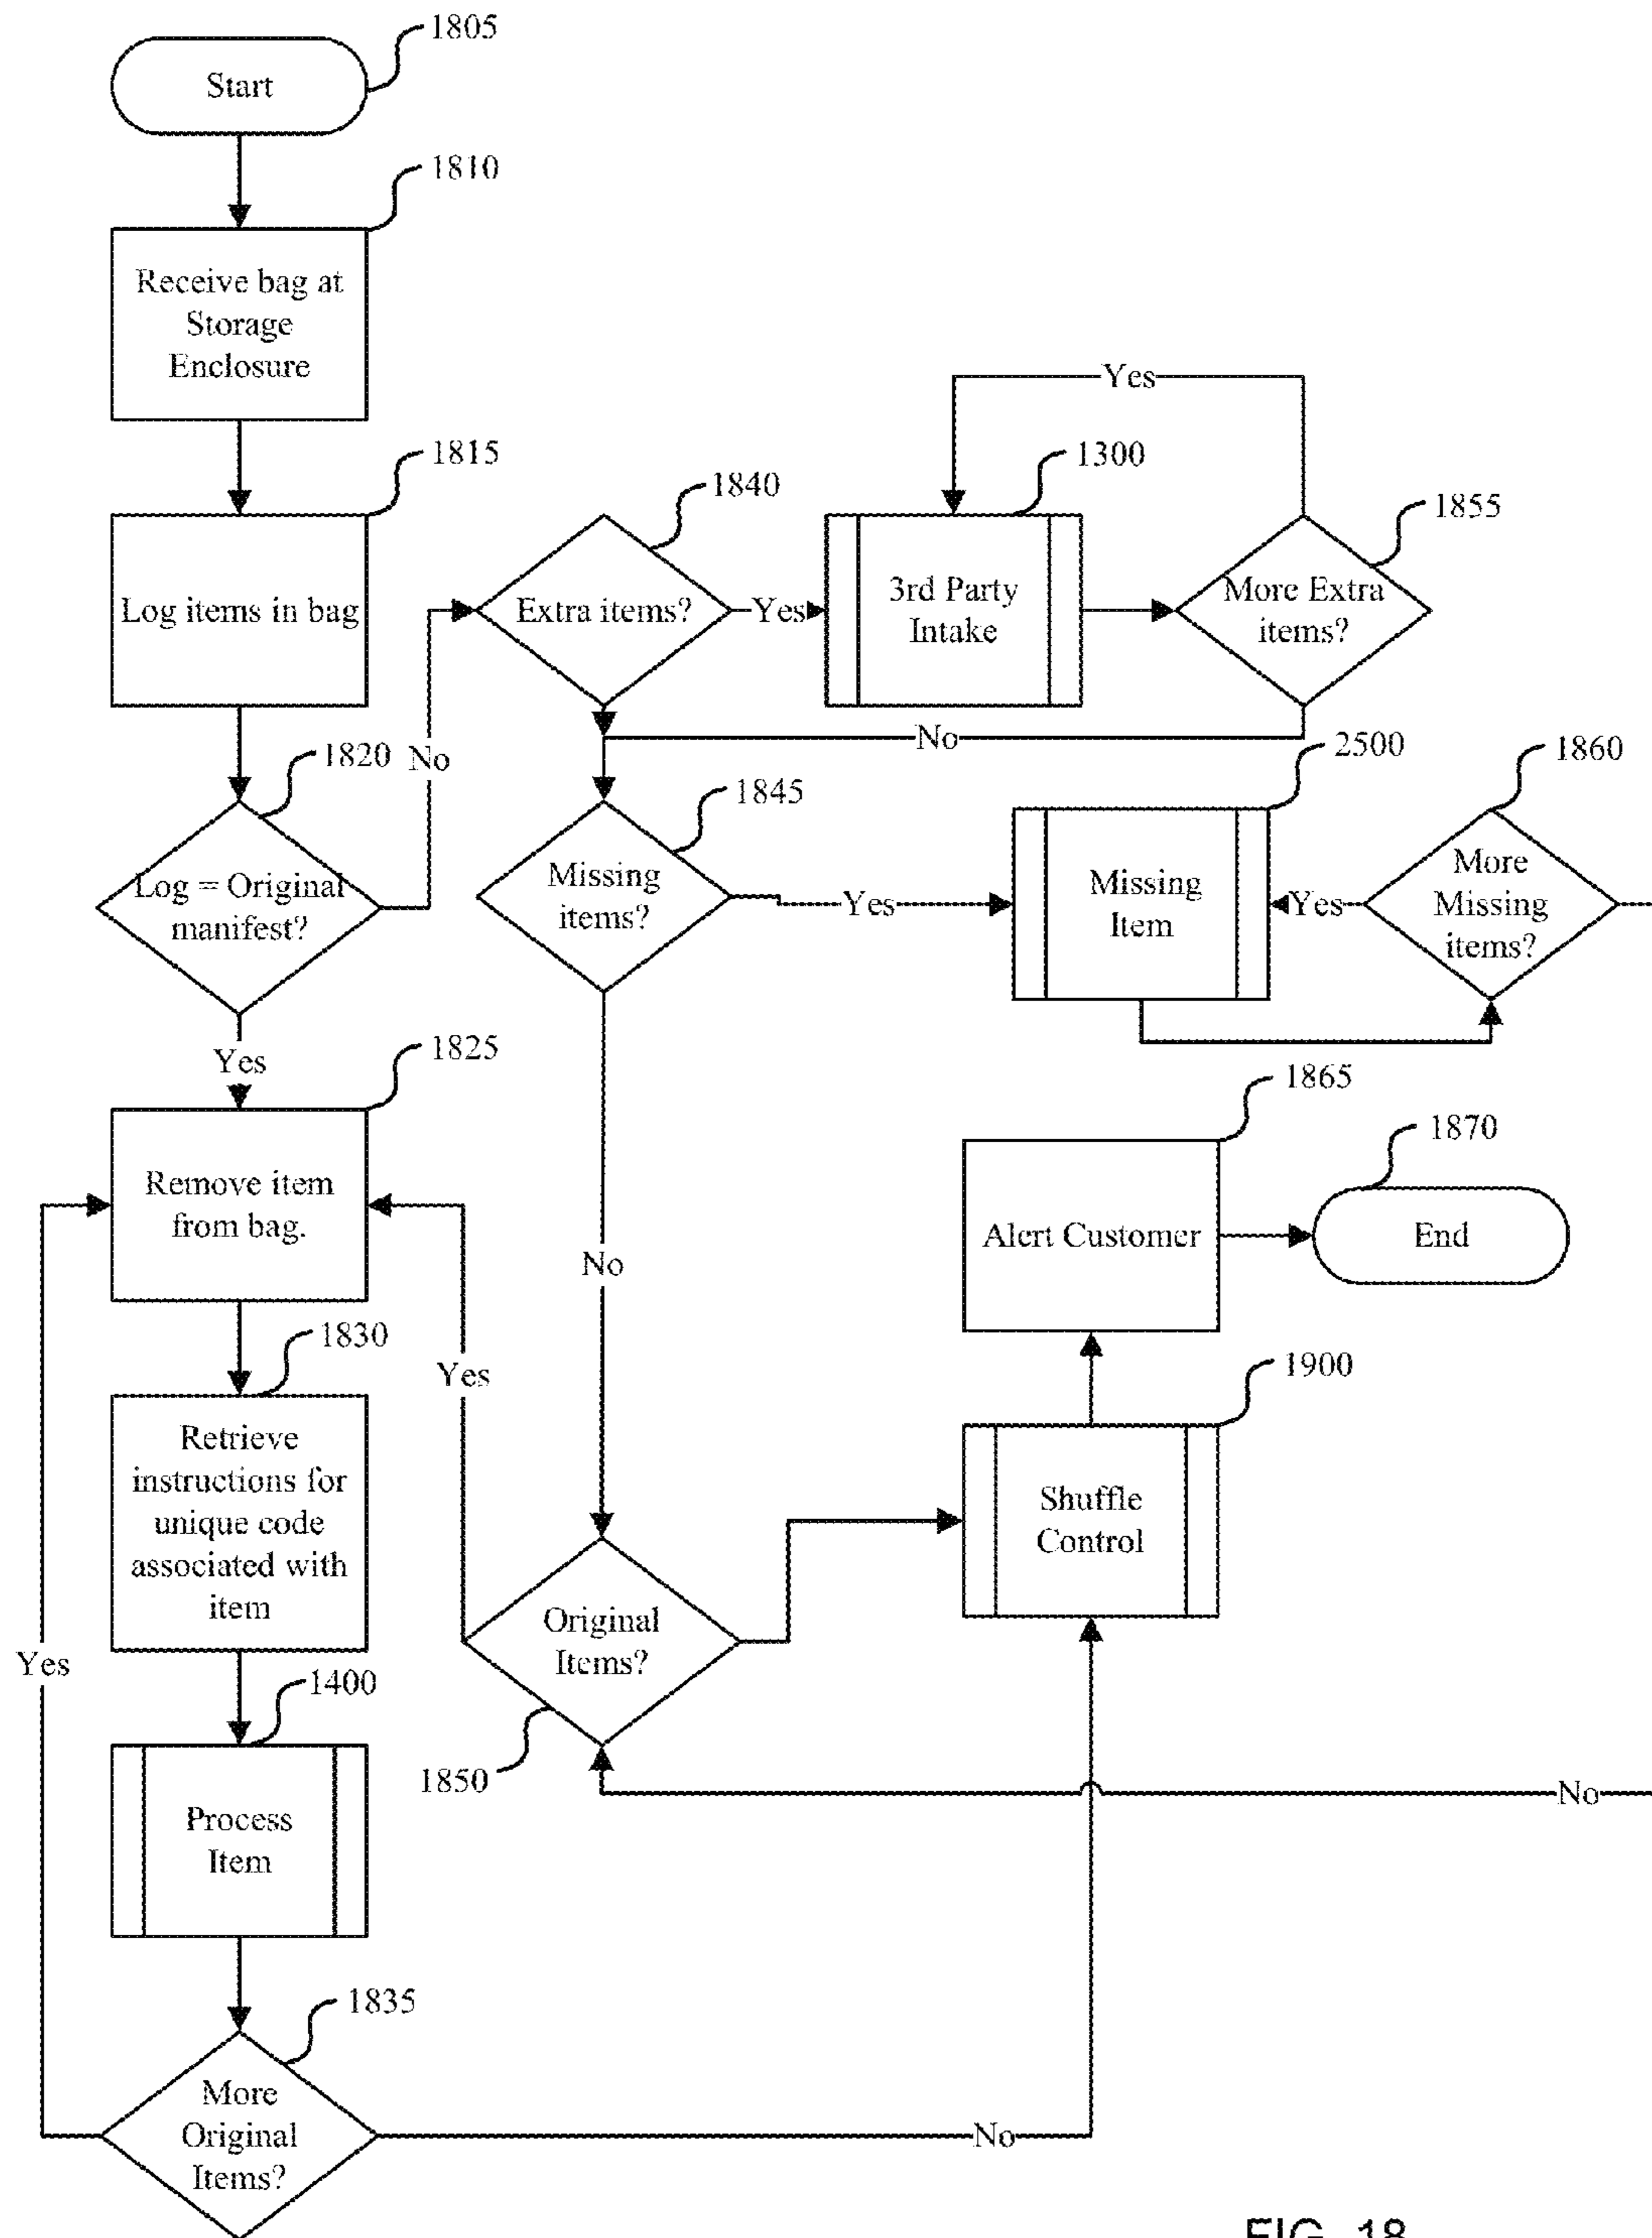 1805
Start
1810
Receive bag at
Storage
Enclosure
Yes
1815
1300
1840
1855
Log items in bag
Extra items?
Yes
3rd Party
Intake
More Extra
items?
No
1820
No
2500
1860
1845
Log = Original
manifest?
Missing
items?
Yes
Missing
Item
Yes
More
Missing
items?
Yes
1825
1865
1870
Remove item
from bag.
No
Alert Customer
End
1830
1900
Yes
Retrieve
instructions for
unique code
associated with
item
Shuffle
Control
Original
Items?
Yes
1400
1850
No
Process
Item
1835
More
Original
Items?
No
FIG. 18